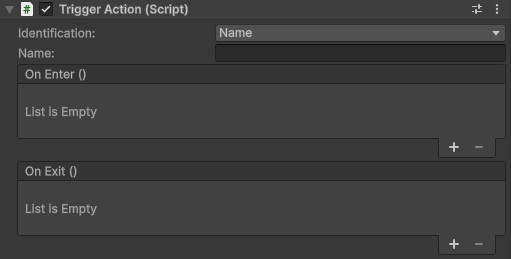 Trigger Action (Script)
Identification: Name
Name:
On Enter ()
List is Empty
On Exit ()
List is Empty